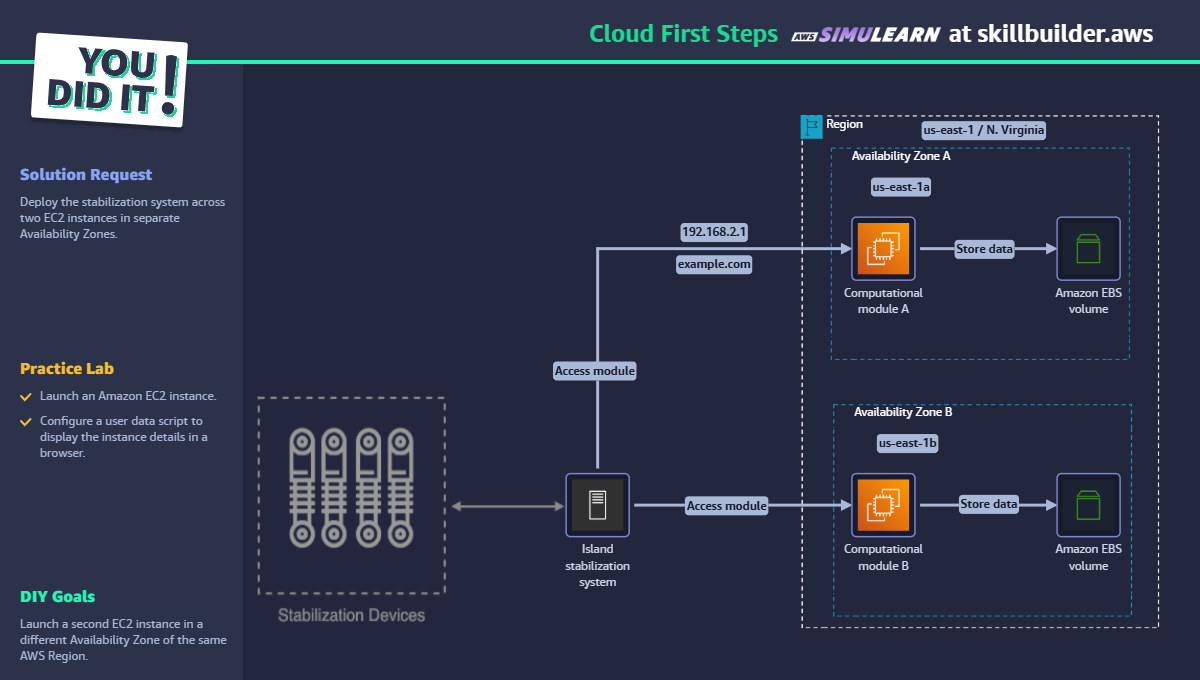 Cloud First Steps AWS SIMULEARN at skillbuilder.aws
YOU
DID IT!
Solution Request
Deploy the stabilization system across
two EC2 instances in separate
Availability Zones.
Practice Lab
Launch an Amazon EC2 instance.
Configure a user data script to
display the instance details in a
browser.
DIY Goals
Launch a second EC2 instance in a
different Availability Zone of the same
AWS Region.
Region
us-east-1 / N. Virginia
Availability Zone A
us-east-1a
192.168.2.1
example.com
Store data
Computational
module A
Amazon EBS
volume
Access module
Availability Zone B
us-east-1b
Access module
Store data
Computational
module B
Amazon EBS
volume
Island
stabilization
system
Stabilization Devices